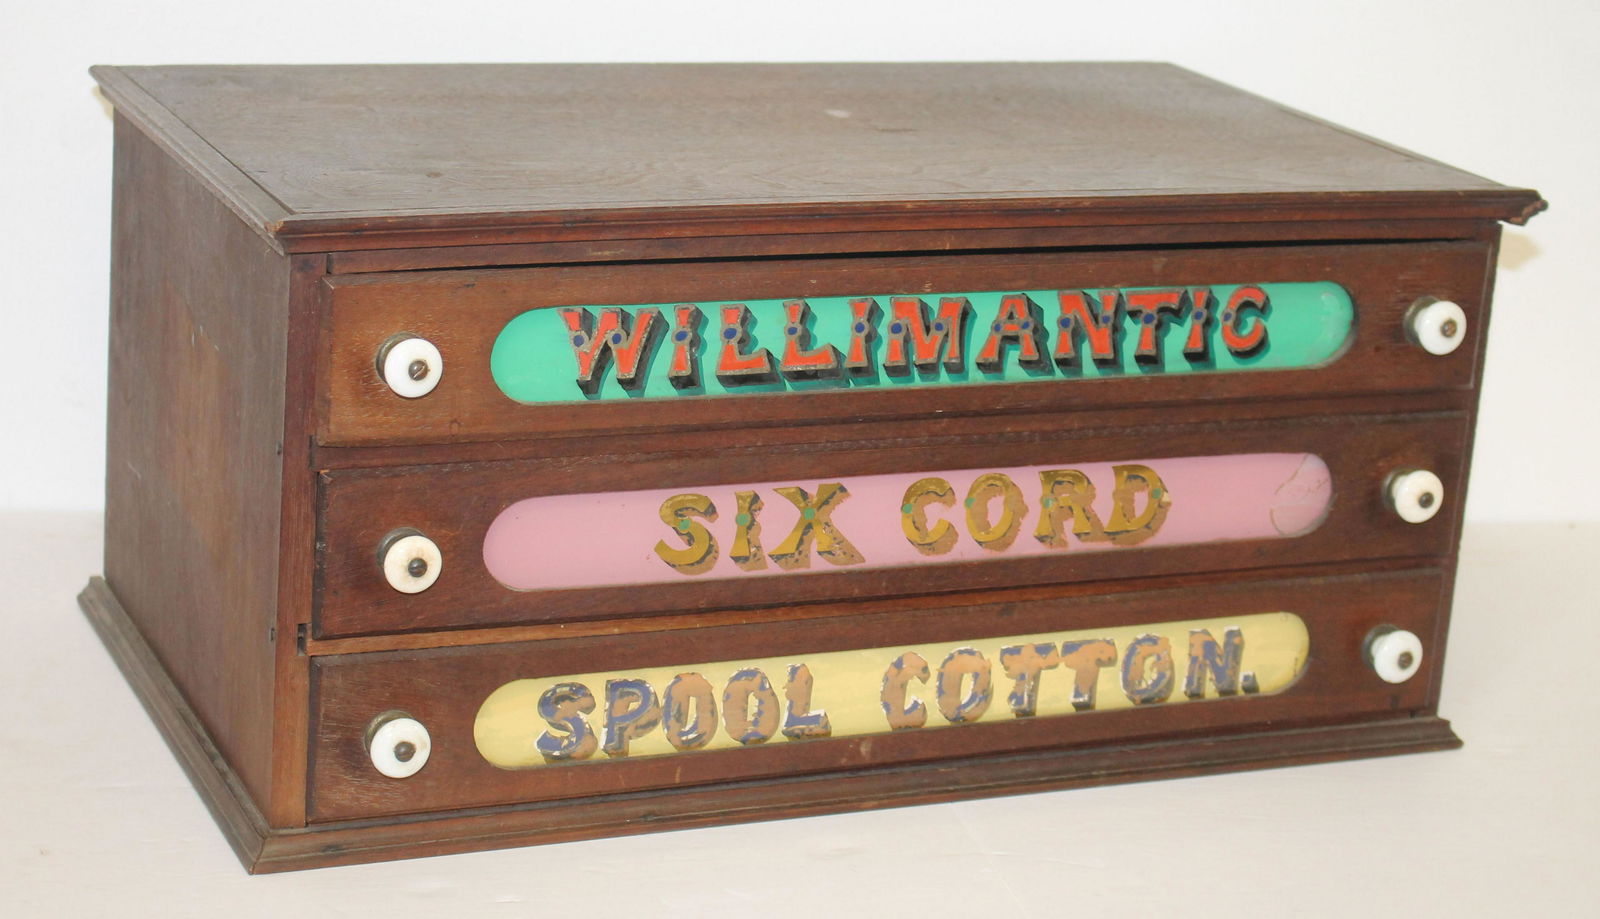 WILLIMANTIC
SIX CORD
SPOOL COTTON.